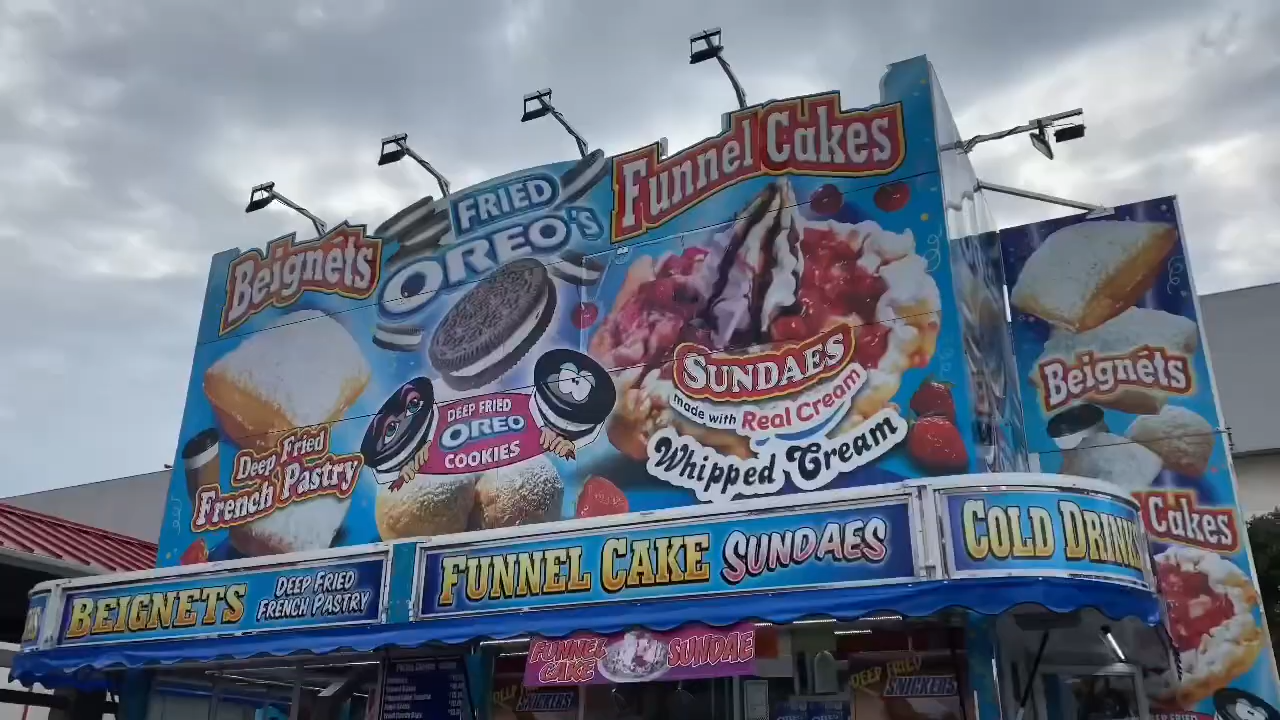 Beignets
FRIED
OREO'S
Funnel Cakes
Deep Fried
French Pastry
DEEP FRIED
OREO
COOKIES
SUNDAES
made with Real Cream
Whipped Cream
Beignets
Cakes
BEIGNETS
DEEP FRIED
FRENCH PASTRY
FUNNEL CAKE SUNDAES
COLD DRINKS
FUNNEL
CAKE
SUNDAE
DEEP
SNICKERS
DEEP FRIED
SNICKERS